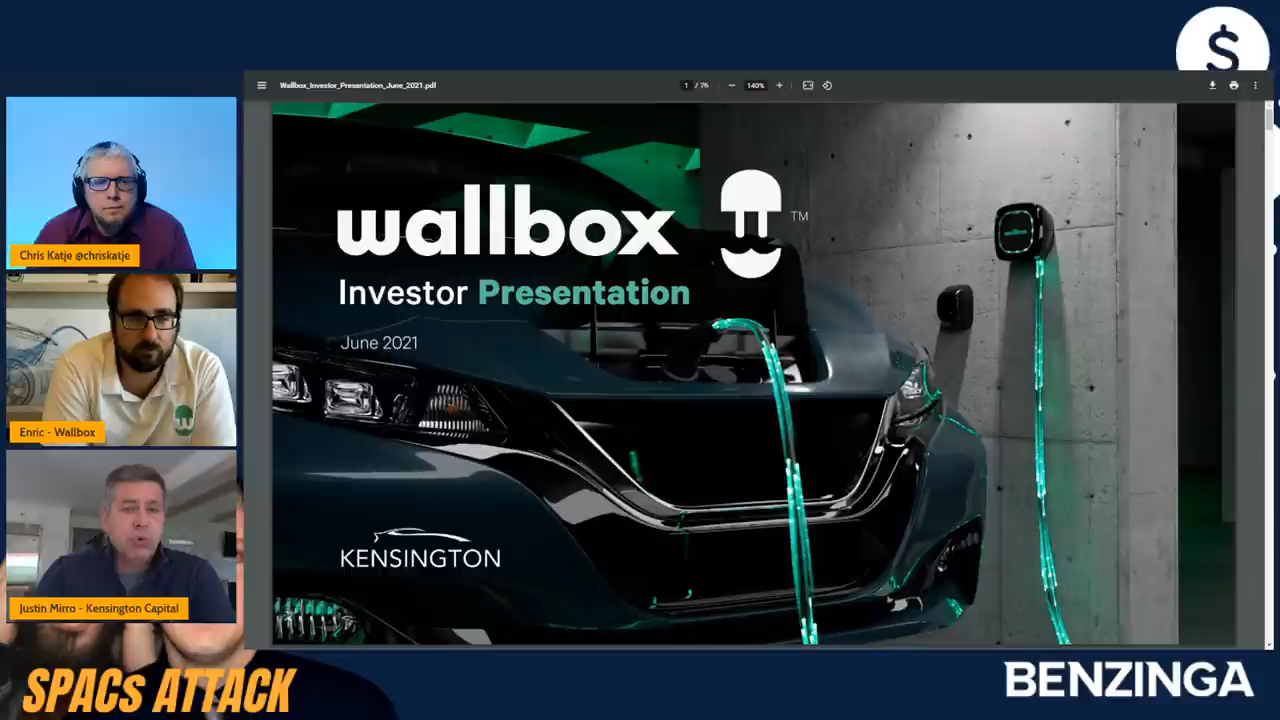 Wallbox_Investor_Presentation_June_2021.pdf
1 / 26
140%
Chris Katje @chriskatje
Enric - Wallbox
Justin Mirro - Kensington Capital
wallbox TM
Investor Presentation
June 2021
KENSINGTON
wallbox
SPACs ATTACK
BENZINGA
$